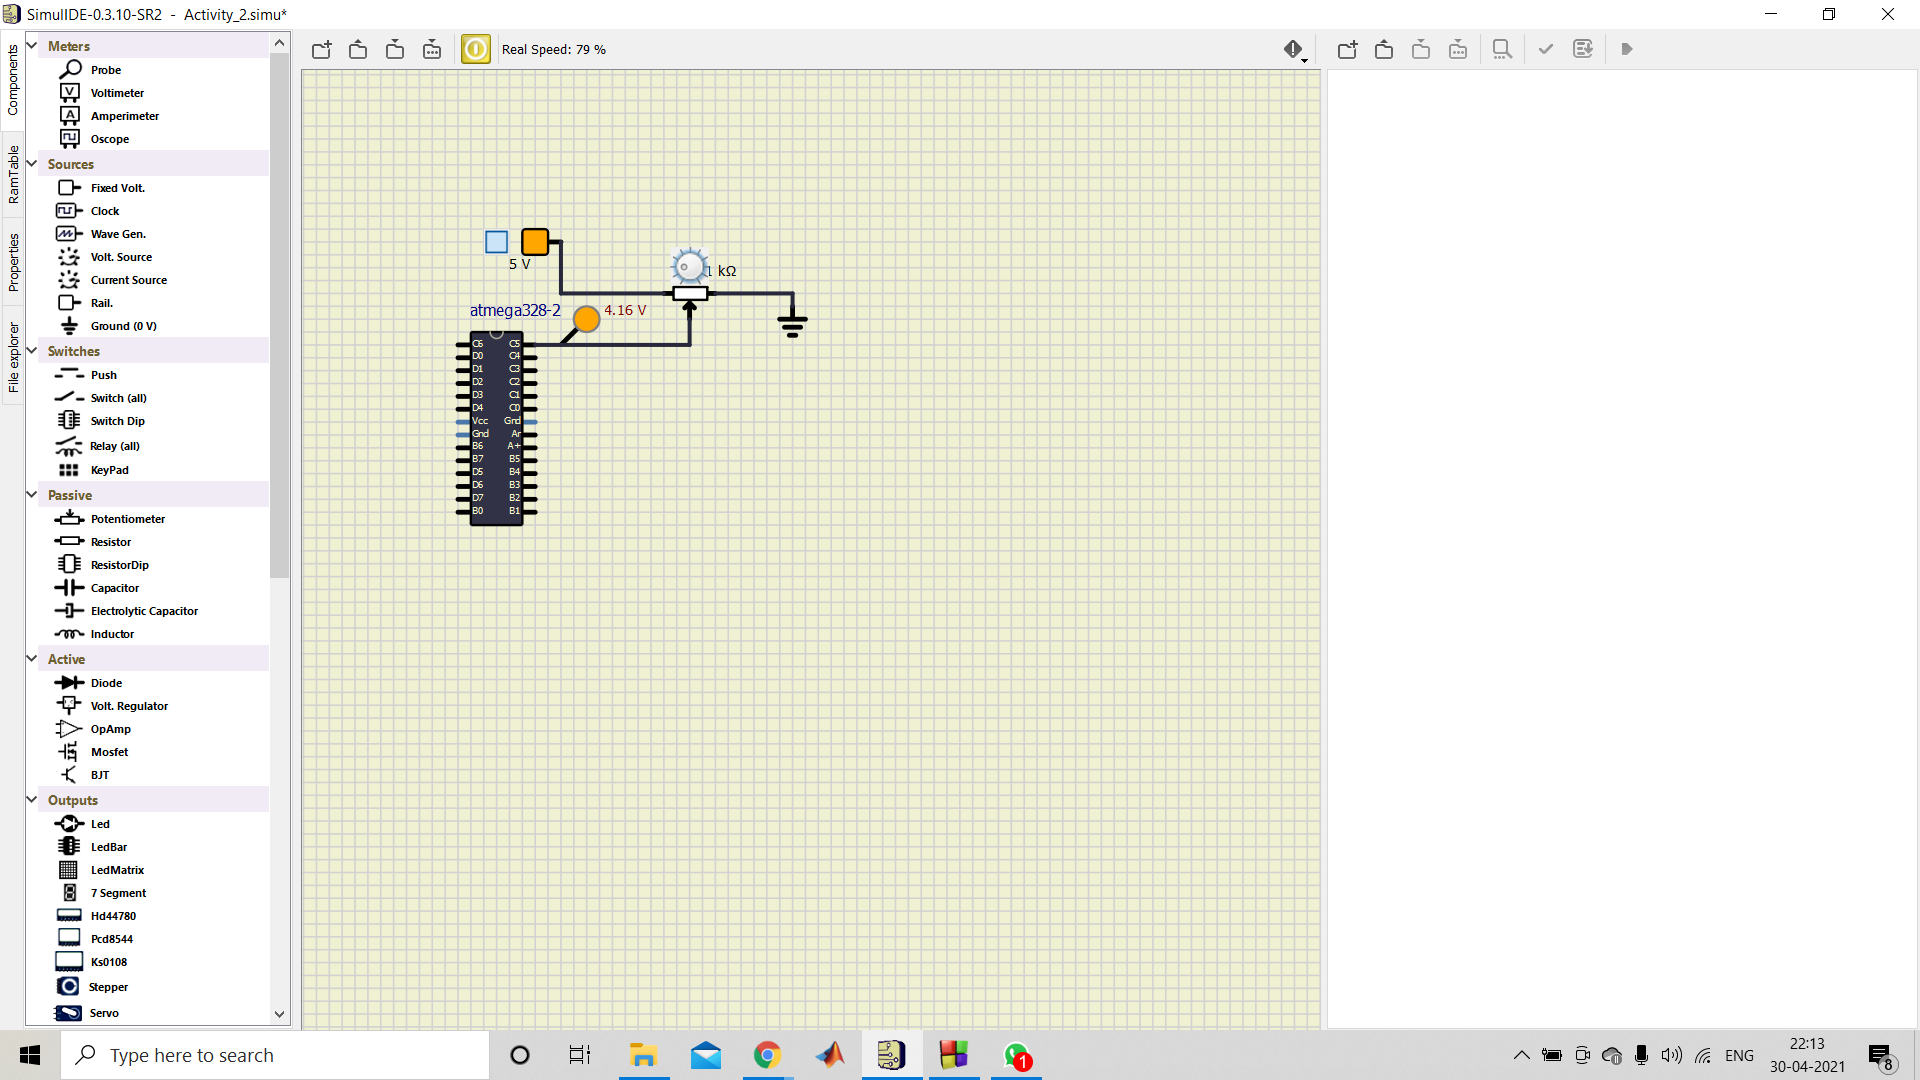 SimulIDE-0.3.10-SR2 - Activity_2.simu*
Components
RamTable
Properties
File explorer
Meters
Probe
Voltimeter
Amperimeter
Oscope
Sources
Fixed Volt.
Clock
Wave Gen.
Volt. Source
Current Source
Rail.
Ground (0 V)
Switches
Push
Switch (all)
Switch Dip
Relay (all)
KeyPad
Passive
Potentiometer
Resistor
ResistorDip
Capacitor
Electrolytic Capacitor
Inductor
Active
Diode
Volt. Regulator
OpAmp
Mosfet
BJT
Outputs
Led
LedBar
LedMatrix
7 Segment
Hd44780
Pcd8544
Ks0108
Stepper
Servo
Real Speed: 79 %
5 V
1 kΩ
atmega328-2
4.16 V
C6 C5
D0 C4
D1 C3
D2 C2
D3 C1
D4 C0
Vcc Gnd
Gnd Ar
B6 A+
B7 B5
D5 B4
D6 B3
D7 B2
B0 B1
Type here to search
1
ENG
22:13
30-04-2021
8